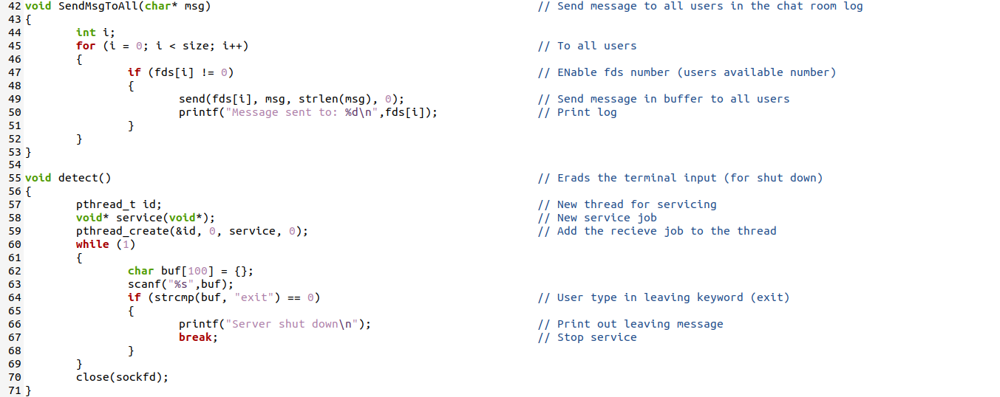 42 void SendMsgToAll(char* msg) // Send message to all users in the chat room log
43 {
44 int i;
45 for (i = 0; i < size; i++) // To all users
46 {
47 if (fds[i] != 0) // ENable fds number (users available number)
48 {
49 send(fds[i], msg, strlen(msg), 0); // Send message in buffer to all users
50 printf("Message sent to: %d\n",fds[i]); // Print log
51 }
52 }
53 }
54
55 void detect() // Erads the terminal input (for shut down)
56 {
57 pthread_t id; // New thread for servicing
58 void* service(void*); // New service job
59 pthread_create(&id, 0, service, 0); // Add the recieve job to the thread
60 while (1)
61 {
62 char buf[100] = {};
63 scanf("%s",buf);
64 if (strcmp(buf, "exit") == 0) // User type in leaving keyword (exit)
65 {
66 printf("Server shut down\n"); // Print out leaving message
67 break; // Stop service
68 }
69 }
70 close(sockfd);
71 }